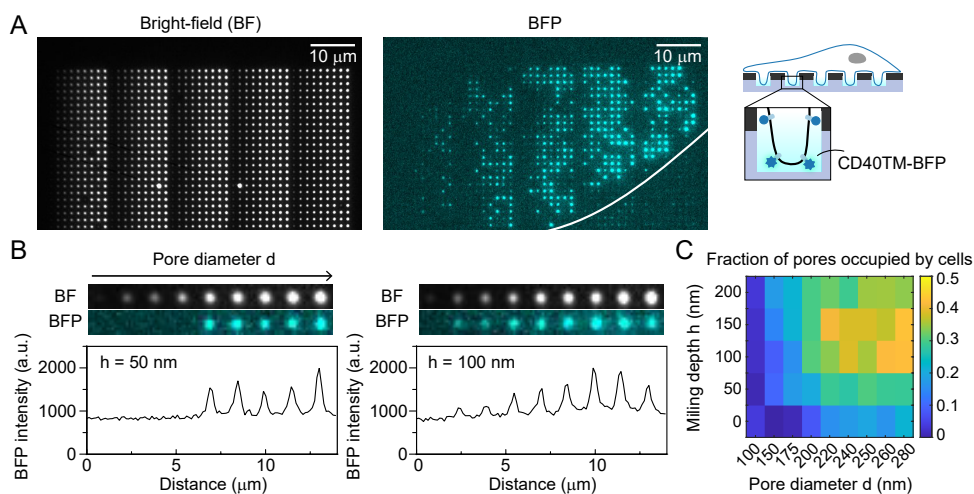 A
Bright-field (BF)
10 μm
BFP
10 μm
CD40TM-BFP
B
Pore diameter d
BF
BFP
h = 50 nm
2000
1000
0
BFP intensity (a.u.)
0 5 10
Distance (μm)
BF
BFP
h = 100 nm
2000
1000
0
BFP intensity (a.u.)
0 5 10
Distance (μm)
C
Fraction of pores occupied by cells
200
150
100
50
0
Miling depth h (nm)
100 150 175 200 220 240 250 260 280
Pore diameter d (nm)
0.5
0.4
0.3
0.2
0.1
0